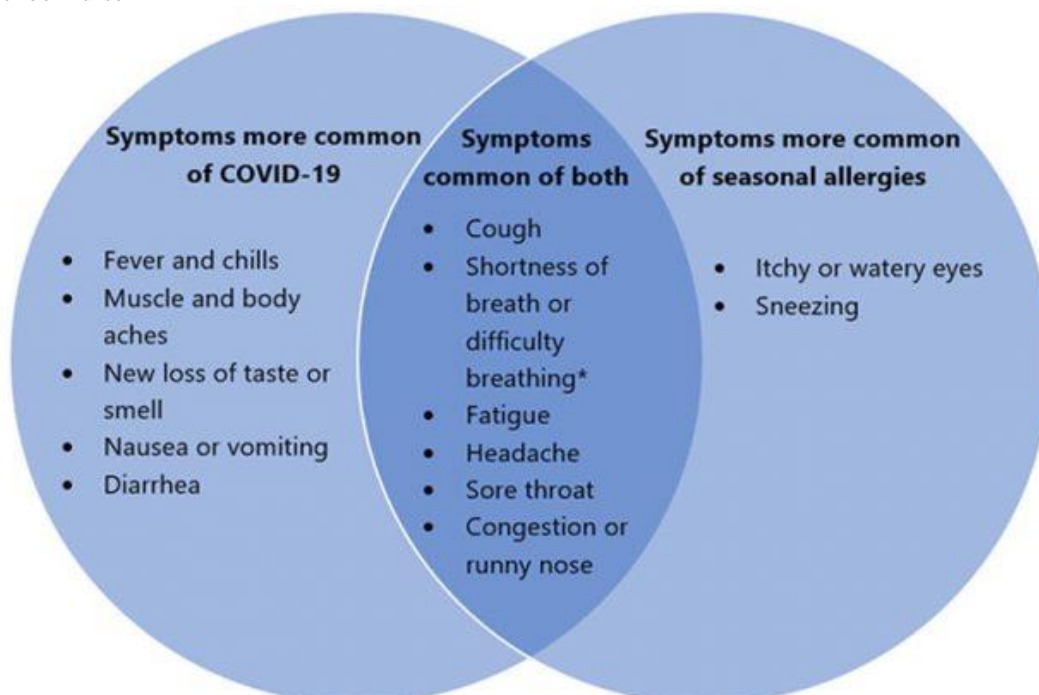 Symptoms more common
of COVID-19
• Fever and chills
• Muscle and body
aches
• New loss of taste or
smell
• Nausea or vomiting
• Diarrhea
Symptoms
common of both
• Cough
• Shortness of
breath or
difficulty
breathing*
• Fatigue
• Headache
• Sore throat
• Congestion or
runny nose
Symptoms more common
of seasonal allergies
• Itchy or watery eyes
• Sneezing